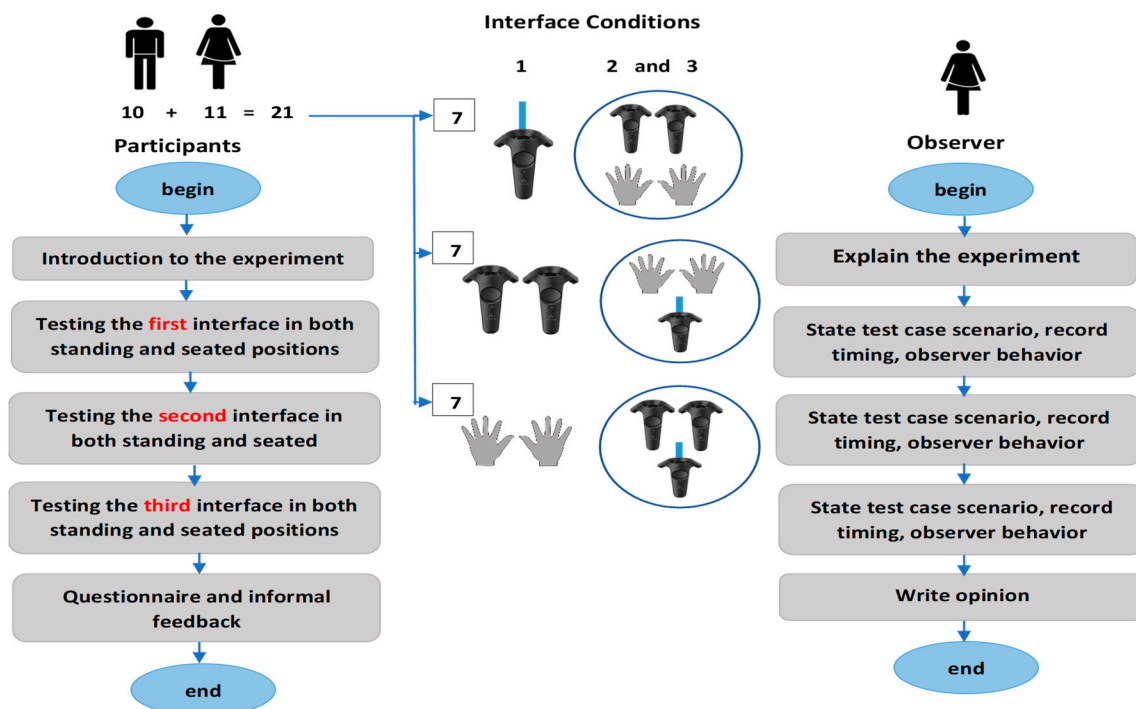 Interface Conditions
1 2 and 3
10 + 11 = 21
Participants
begin
Introduction to the experiment
Testing the first interface in both
standing and seated positions
Testing the second interface in
both standing and seated
Testing the third interface in both
standing and seated positions
Questionnaire and informal
feedback
end
7
7
7
Observer
begin
Explain the experiment
State test case scenario, record
timing, observer behavior
State test case scenario, record
timing, observer behavior
State test case scenario, record
timing, observer behavior
Write opinion
end